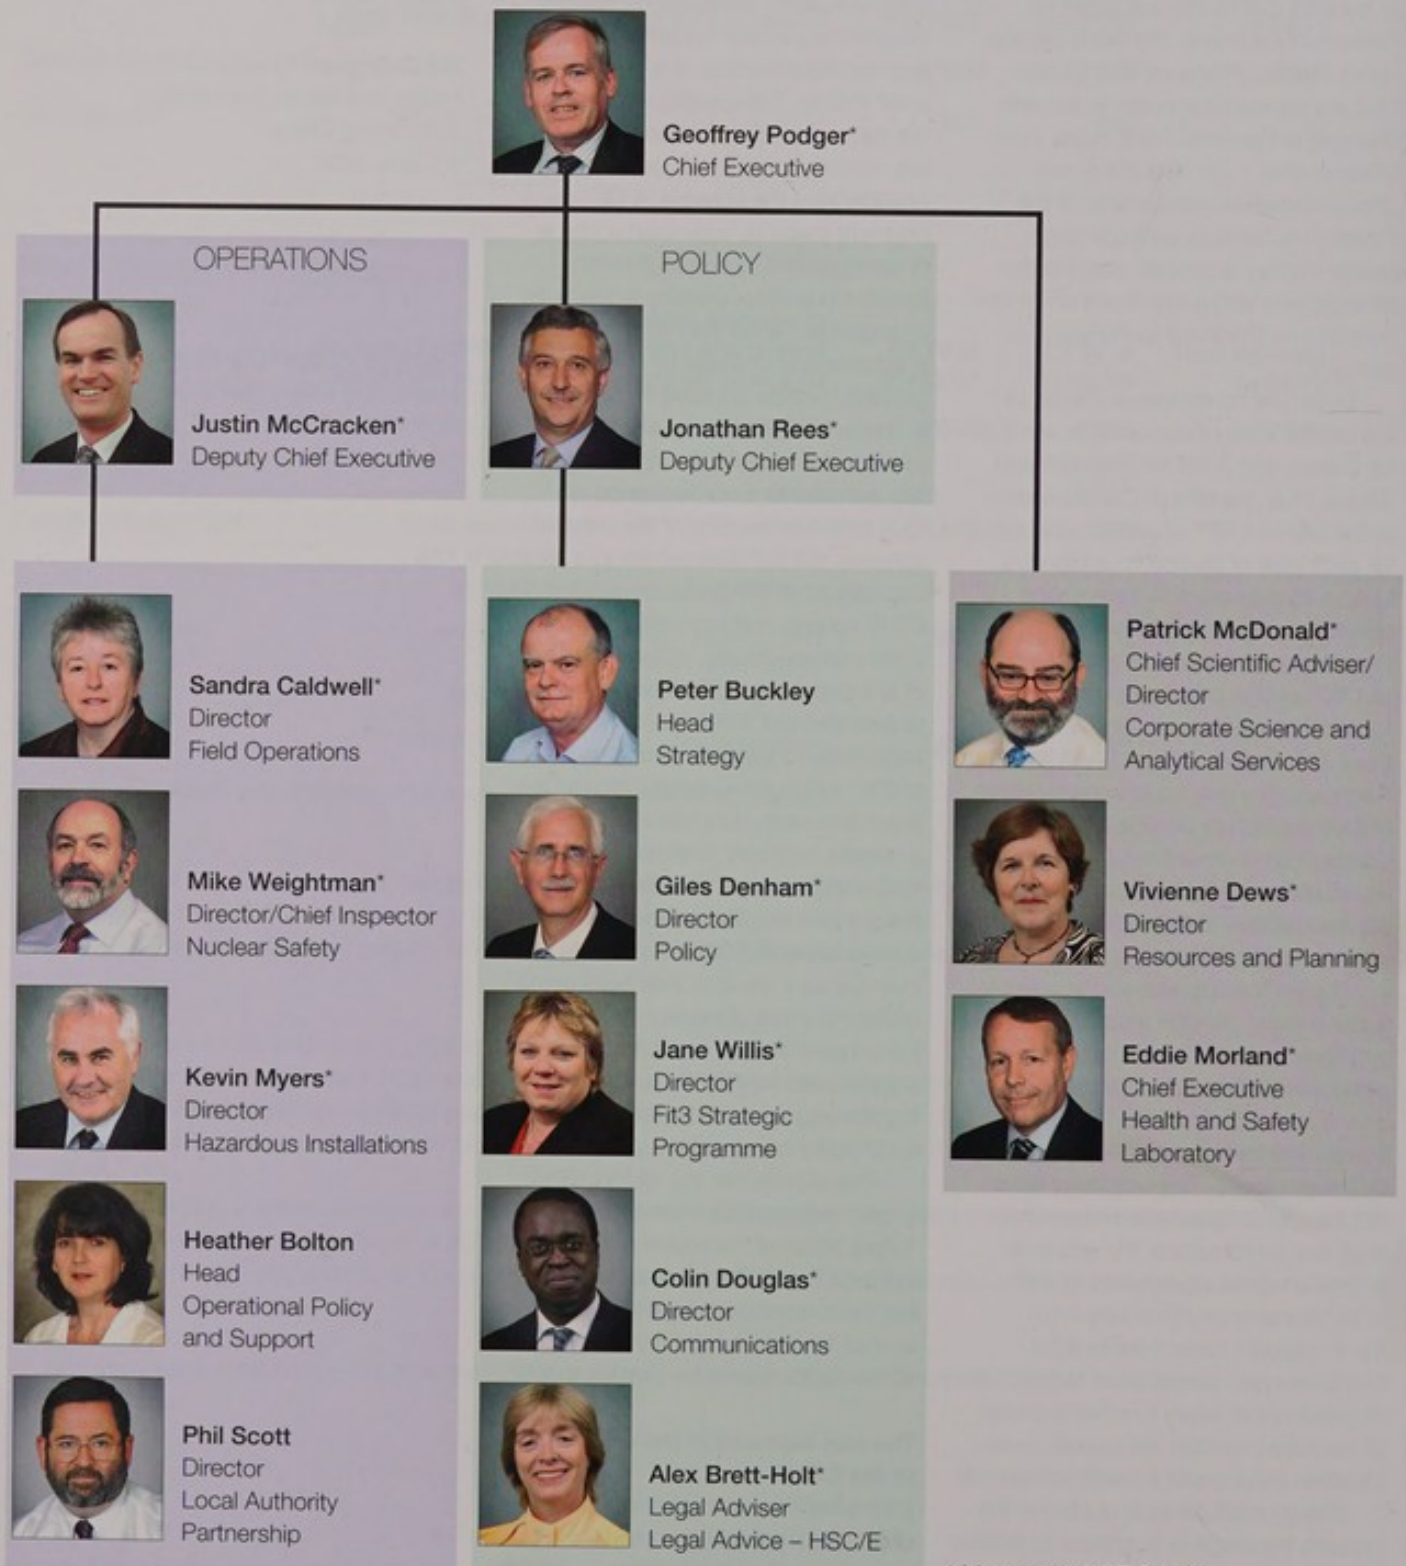 Geoffrey Podger*
Chief Executive
OPERATIONS
Justin McCracken*
Deputy Chief Executive
POLICY
Jonathan Rees*
Deputy Chief Executive
Sandra Caldwell*
Director
Field Operations
Mike Weightman*
Director/Chief Inspector
Nuclear Safety
Kevin Myers*
Director
Hazardous Installations
Heather Bolton
Head
Operational Policy
and Support
Phil Scott
Director
Local Authority
Partnership
Peter Buckley
Head
Strategy
Giles Denham*
Director
Policy
Jane Willis*
Director
Fit3 Strategic
Programme
Colin Douglas*
Director
Communications
Alex Brett-Holt*
Legal Adviser
Legal Advice – HSC/E
Patrick McDonald*
Chief Scientific Adviser/
Director
Corporate Science and
Analytical Services
Vivienne Dews*
Director
Resources and Planning
Eddie Morland*
Chief Executive
Health and Safety
Laboratory